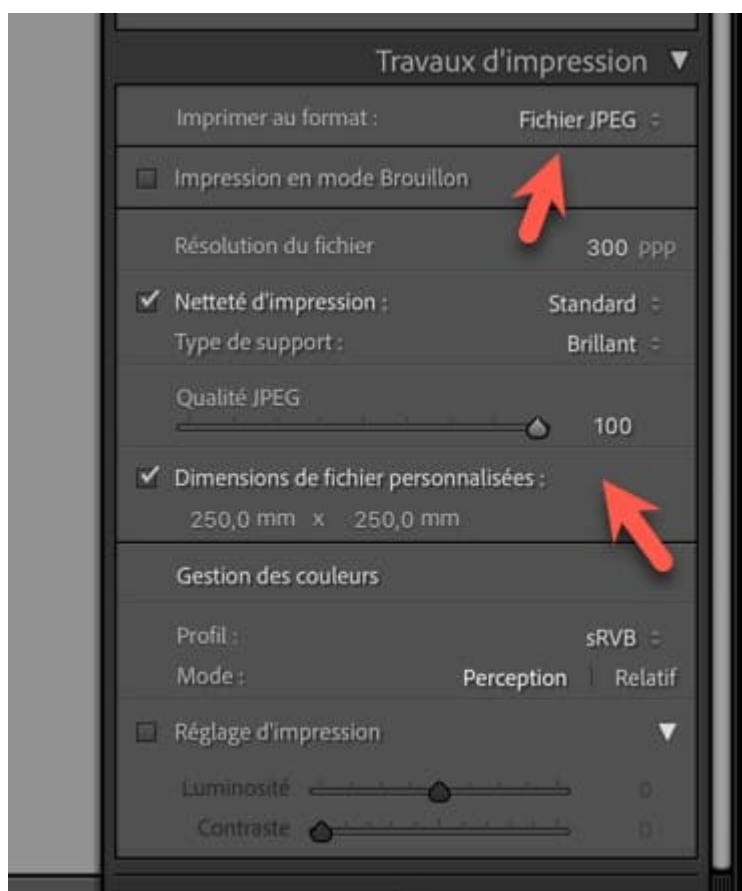 Travaux d'impression ▼
Imprimer au format : Fichier JPEG
Impression en mode Brouillon
Résolution du fichier 300 ppp
Netteté d'impression : Standard
Type de support : Brillant
Qualité JPEG
100
Dimensions de fichier personnalisées :
250,0 mm x 250,0 mm
Gestion des couleurs
Profil : sRVB
Mode : Perception Relatif
Réglage d'impression ▼
Luminosité 0
Contraste 0